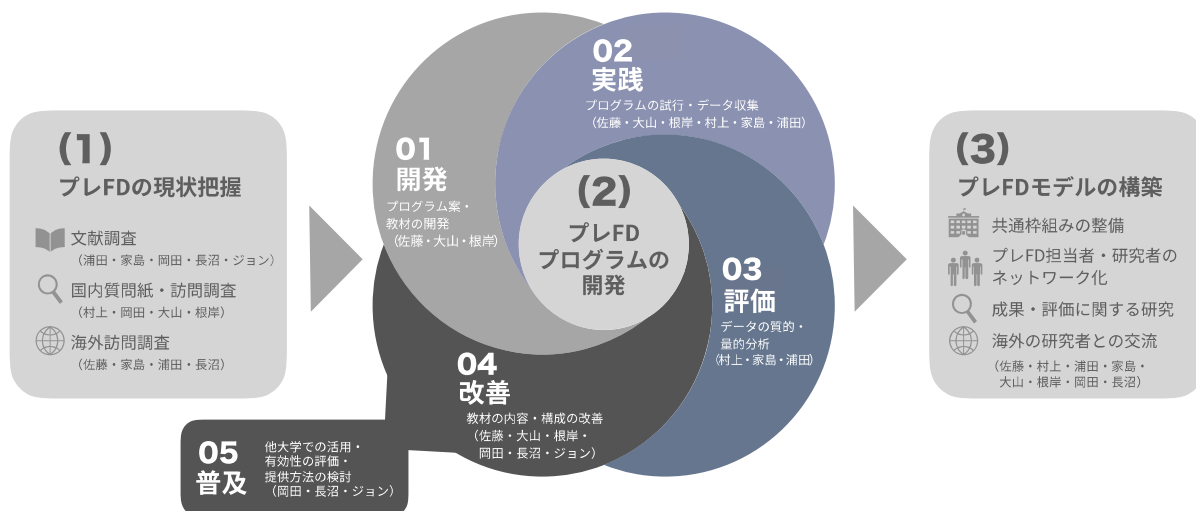 (1)
プレFDの現状把握
文献調査
（浦田・家島・岡田・長沼・ジョン）
国内質問紙・訪問調査
（村上・岡田・大山・根岸）
海外訪問調査
（佐藤・家島・浦田・長沼）
01
開発
プログラム案・
教材の開発
（佐藤・大山・根岸）
02
実践
プログラムの試行・データ収集
（佐藤・大山・根岸・村上・家島・浦田）
(2)
プレFD
プログラムの
開発
03
評価
データの質的・
量的分析
（村上・家島・浦田）
04
改善
教材の内容・構成の改善
（佐藤・大山・根岸・
岡田・長沼・ジョン）
05
普及
他大学での活用・
有効性の評価・
提供方法の検討
（岡田・長沼・ジョン）
(3)
プレFDモデルの構築
共通枠組みの整備
プレFD担当者・研究者の
ネットワーク化
成果・評価に関する研究
海外の研究者との交流
（佐藤・村上・浦田・家島・
大山・根岸・岡田・長沼）